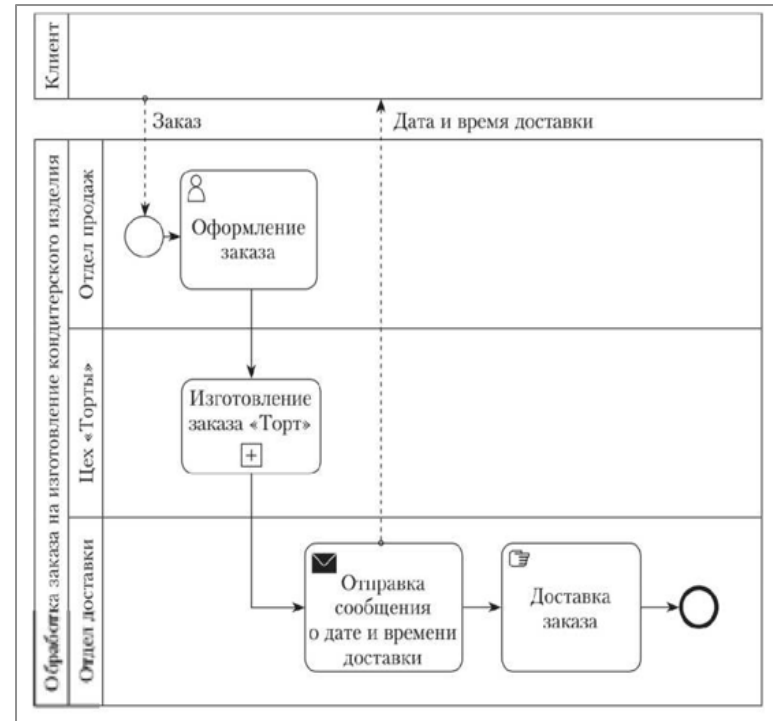 Клиент
Заказ
Дата и время доставки
Обработка заказа на изготовление кондитерского изделия
Отдел продаж
Оформление
заказа
Цех «Торты»
Изготовление
заказа «Торт»
Отдел доставки
Отправка
сообщения
о дате и времени
доставки
Доставка
заказа